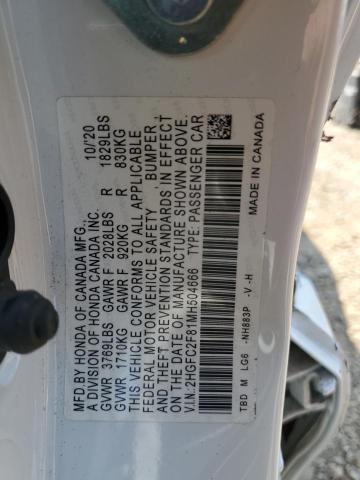 MFD BY HONDA OF CANADA MFG.,
A DIVISION OF HONDA CANADA INC. 10/'20
GVWR 3769LBS GAWR F 2028LBS R 1829LBS
GVWR 1710KG GAWR F 920KG R 830KG
THIS VEHICLE CONFORMS TO ALL APPLICABLE
FEDERAL MOTOR VEHICLE SAFETY BUMPER,
AND THEFT PREVENTION STANDARDS IN EFFECT
ON THE DATE OF MANUFACTURE SHOWN ABOVE.
V.I.N.:2HGFC2F81MH504666 TYPE: PASSENGER CAR
TBD M LG6 -NH883P -V -H MADE IN CANADA